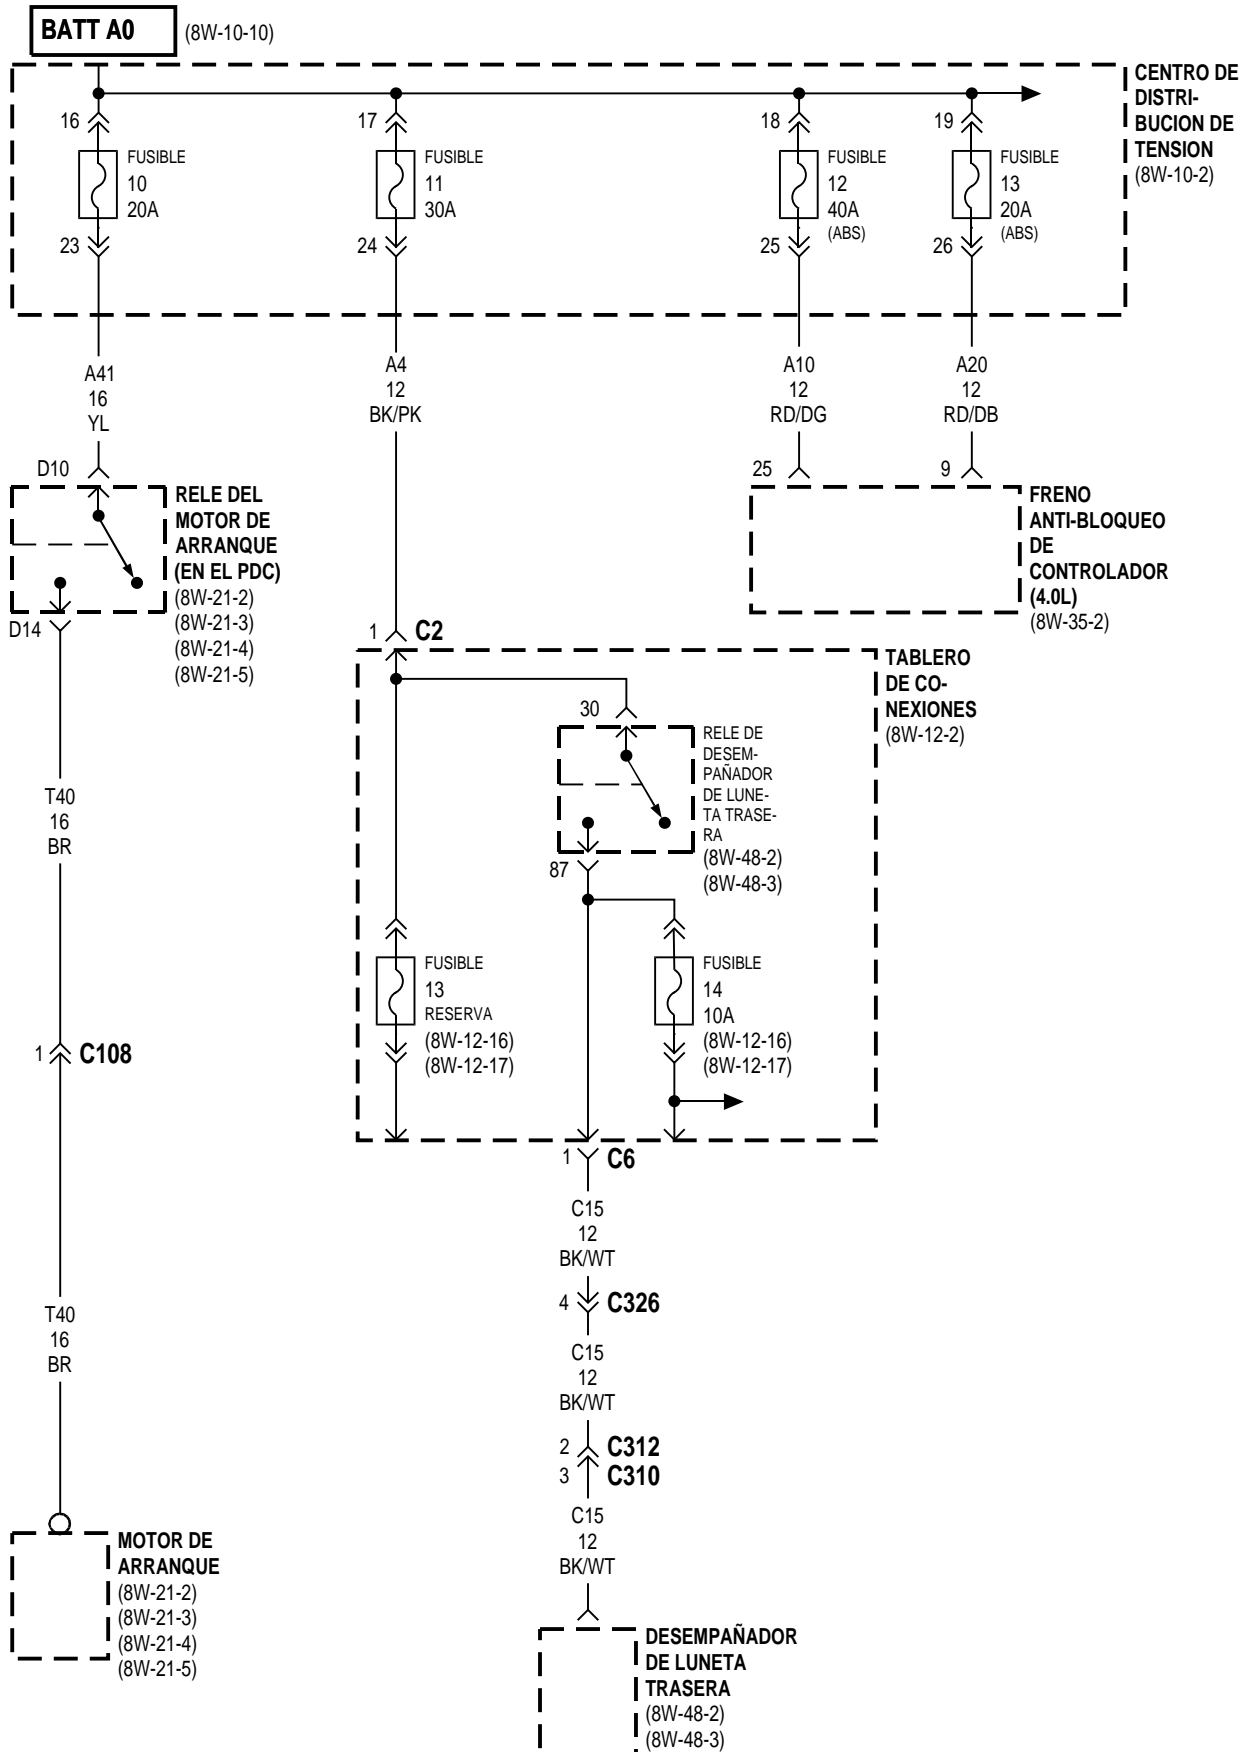 BATT A0
(8W-10-10)
CENTRO DE
DISTRI-
BUCION DE
TENSION
(8W-10-2)
16
FUSIBLE
10
20A
23
17
FUSIBLE
11
30A
24
18
FUSIBLE
12
40A
(ABS)
25
19
FUSIBLE
13
20A
(ABS)
26
A41
16
YL
A4
12
BK/PK
A10
12
RD/DG
A20
12
RD/DB
D10
RELE DEL
MOTOR DE
ARRANQUE
(EN EL PDC)
(8W-21-2)
(8W-21-3)
(8W-21-4)
(8W-21-5)
D14
25
9
FRENO
ANTI-BLOQUEO
DE
CONTROLADOR
(4.0L)
(8W-35-2)
1
C2
TABLERO
DE CO-
NEXIONES
(8W-12-2)
30
RELE DE
DESEM-
PAÑADOR
DE LUNE-
TA TRASE-
RA
(8W-48-2)
(8W-48-3)
87
T40
16
BR
FUSIBLE
13
RESERVA
(8W-12-16)
(8W-12-17)
FUSIBLE
14
10A
(8W-12-16)
(8W-12-17)
1
C108
1
C6
C15
12
BK/WT
4
C326
T40
16
BR
C15
12
BK/WT
2
C312
3
C310
C15
12
BK/WT
MOTOR DE
ARRANQUE
(8W-21-2)
(8W-21-3)
(8W-21-4)
(8W-21-5)
DESEMPAÑADOR
DE LUNETA
TRASERA
(8W-48-2)
(8W-48-3)